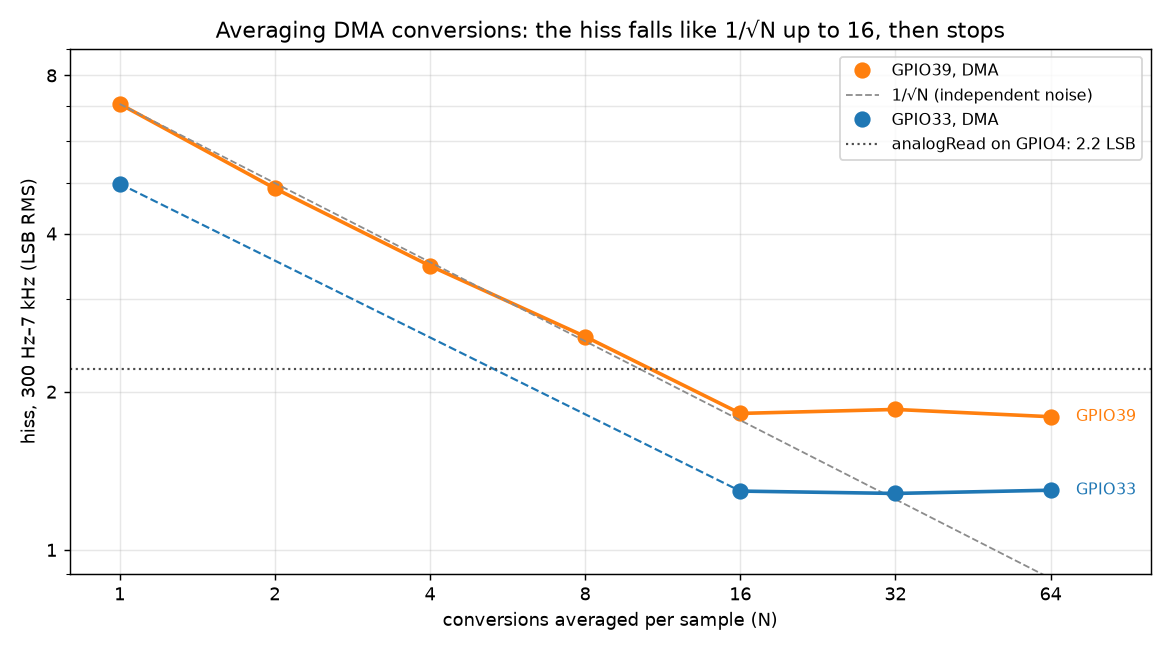 Averaging DMA conversions: the hiss falls like 1/√N up to 16, then stops
GPIO39, DMA
1/√N (independent noise)
GPIO33, DMA
analogRead on GPIO4: 2.2 LSB
hiss, 300 Hz–7 kHz (LSB RMS)
8
4
2
1
GPIO39
GPIO33
1 2 4 8 16 32 64
conversions averaged per sample (N)